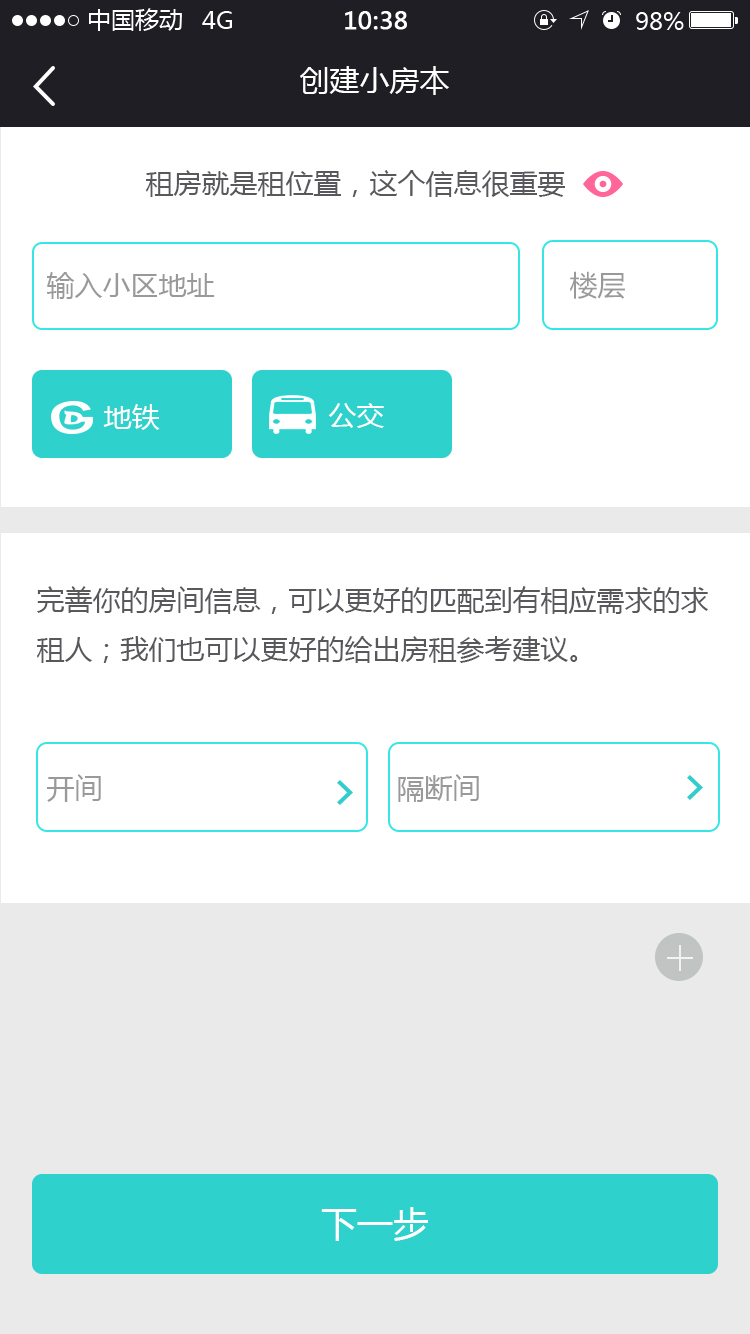 中国移动 4G 10:38 98%
创建小房本
租房就是租位置，这个信息很重要
输入小区地址 楼层
地铁 公交
完善你的房间信息，可以更好的匹配到有相应需求的求
租人；我们也可以更好的给出房租参考建议。
开间 隔断间
下一步